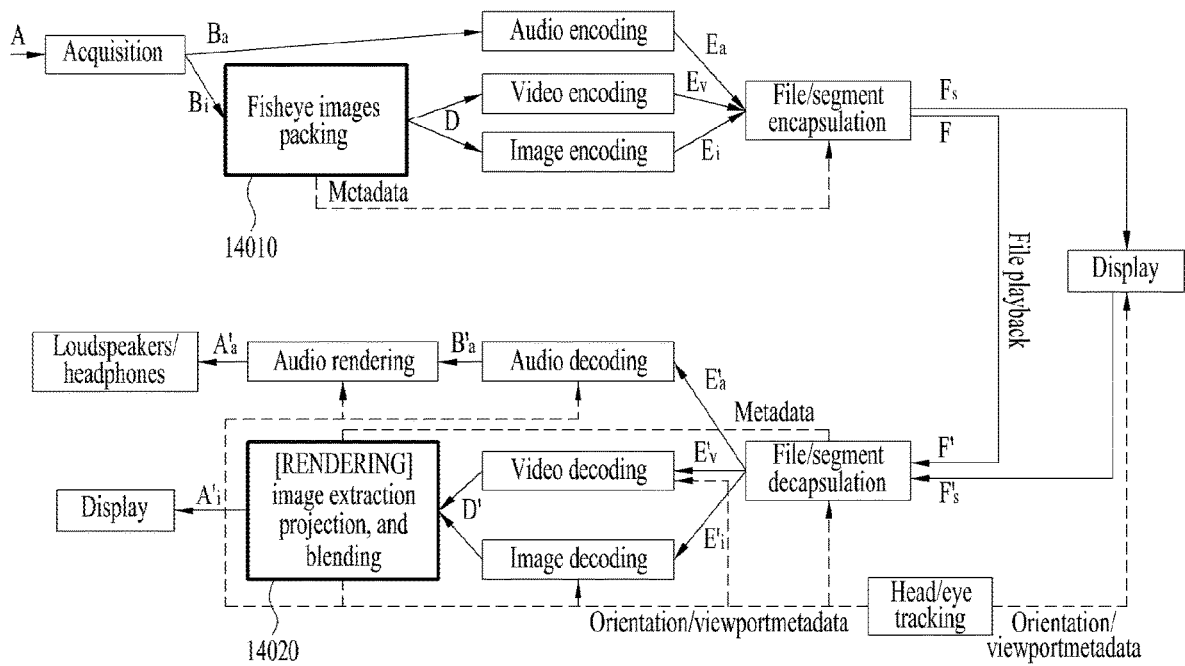 A
Acquisition
Ba
Bi
Audio encoding
Ea
Fisheye images
packing
D
Video encoding
Ev
Image encoding
Ei
File/segment
encapsulation
Fs
F
Metadata
14010
File playback
Display
Loudspeakers/
headphones
A'a
Audio rendering
B'a
Audio decoding
E'a
Metadata
Display
A'i
[RENDERING]
image extraction
projection, and
blending
D'
Video decoding
E'v
Image decoding
E'i
File/segment
decapsulation
F'
F's
Head/eye
tracking
Orientation/viewportmetadata
Orientation/
viewportmetadata
14020